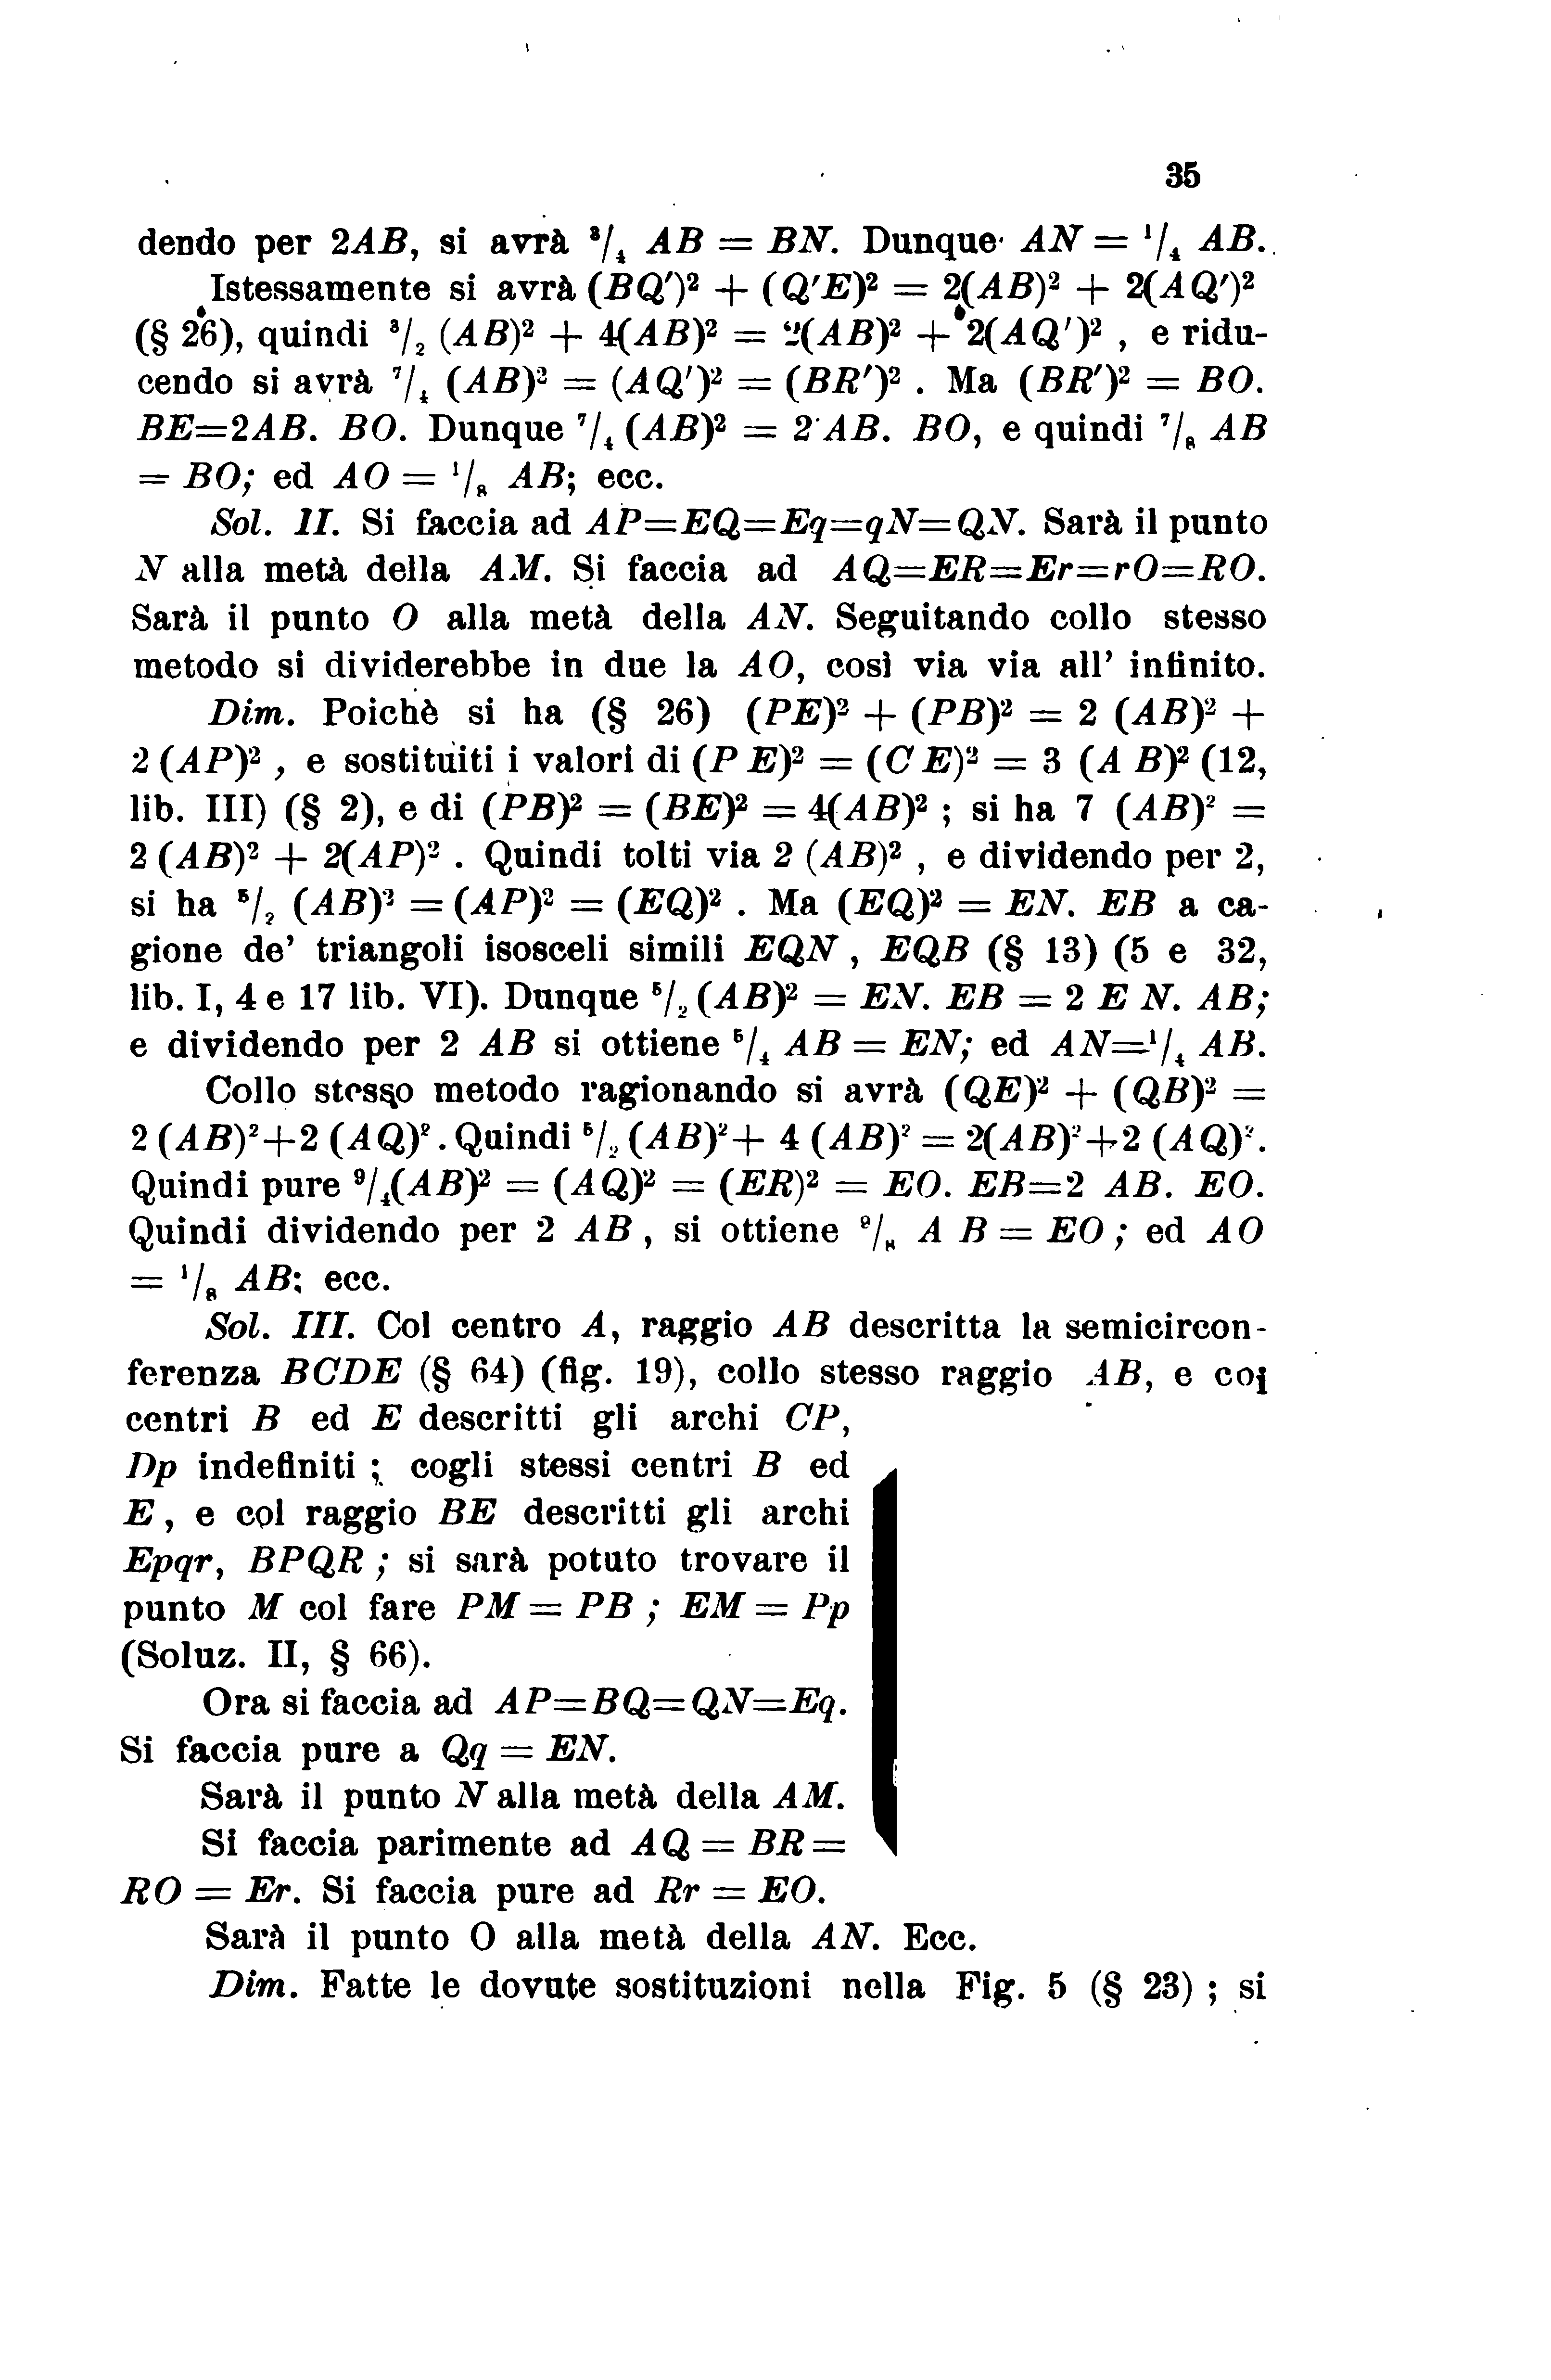 35
dendo per 2AB, si avrà ³/₄ AB = BN. Dunque AN = ¹/₄ AB.
Istessamente si avrà (BQ')² + (Q'E)² = 2(AB)² + 2(AQ')²
(§ 26), quindi ³/₂ (AB)² + 4(AB)² = 2(AB)² + 2(AQ')² , e ridu-
cendo si avrà ⁷/₄ (AB)² = (AQ')² = (BR')² . Ma (BR')² = BO.
BE=2AB. BO. Dunque ⁷/₄ (AB)² = 2 AB. BO, e quindi ⁷/₈ AB
= BO; ed AO = ¹/₈ AB; ecc.
Sol. II. Si faccia ad AP=EQ=Eq=qN=QN. Sarà il punto
N alla metà della AM. Si faccia ad AQ=ER=Er=rO=RO.
Sarà il punto O alla metà della AN. Seguitando collo stesso
metodo si dividerebbe in due la AO, così via via all' infinito.
Dim. Poichè si ha (§ 26) (PE)² + (PB)² = 2 (AB)² +
2 (AP)² , e sostituiti i valori di (P E)² = (C E)² = 3 (A B)² (12,
lib. III) (§ 2), e di (PB)² = (BE)² = 4(AB)² ; si ha 7 (AB)² =
2 (AB)² + 2(AP)² . Quindi tolti via 2 (AB)² , e dividendo per 2,
si ha ⁵/₂ (AB)² = (AP)² = (EQ)² . Ma (EQ)² = EN. EB a ca-
gione de' triangoli isosceli simili EQN , EQB (§ 13) (5 e 32,
lib. I, 4 e 17 lib. VI). Dunque ⁵/₂ (AB)² = EN. EB = 2 E N. AB;
e dividendo per 2 AB si ottiene ⁵/₄ AB = EN; ed AN=¹/₄ AB.
Collo stesso metodo ragionando si avrà (QE)² + (QB)² =
2 (AB)²+2 (AQ)². Quindi ⁵/₂ (AB)²+ 4 (AB)² = 2(AB)²+2 (AQ)².
Quindi pure ⁹/₄(AB)² = (AQ)² = (ER)² = EO. EB=2 AB. EO.
Quindi dividendo per 2 AB , si ottiene ⁹/₈ A B = EO ; ed AO
= ¹/₈ AB; ecc.
Sol. III. Col centro A, raggio AB descritta la semicircon-
ferenza BCDE (§ 64) (fig. 19), collo stesso raggio AB, e coi
centri B ed E descritti gli archi CP,
Dp indefiniti ; cogli stessi centri B ed
E , e col raggio BE descritti gli archi
Epqr, BPQR ; si sarà potuto trovare il
punto M col fare PM = PB ; EM = Pp
(Soluz. II, § 66).
Ora si faccia ad AP=BQ=QN=Eq.
Si faccia pure a Qq = EN.
Sarà il punto N alla metà della AM.
Si faccia parimente ad AQ = BR =
RO = Er. Si faccia pure ad Rr = EO.
Sarà il punto O alla metà della AN. Ecc.
Dim. Fatte le dovute sostituzioni nella Fig. 5 (§ 23) ; si